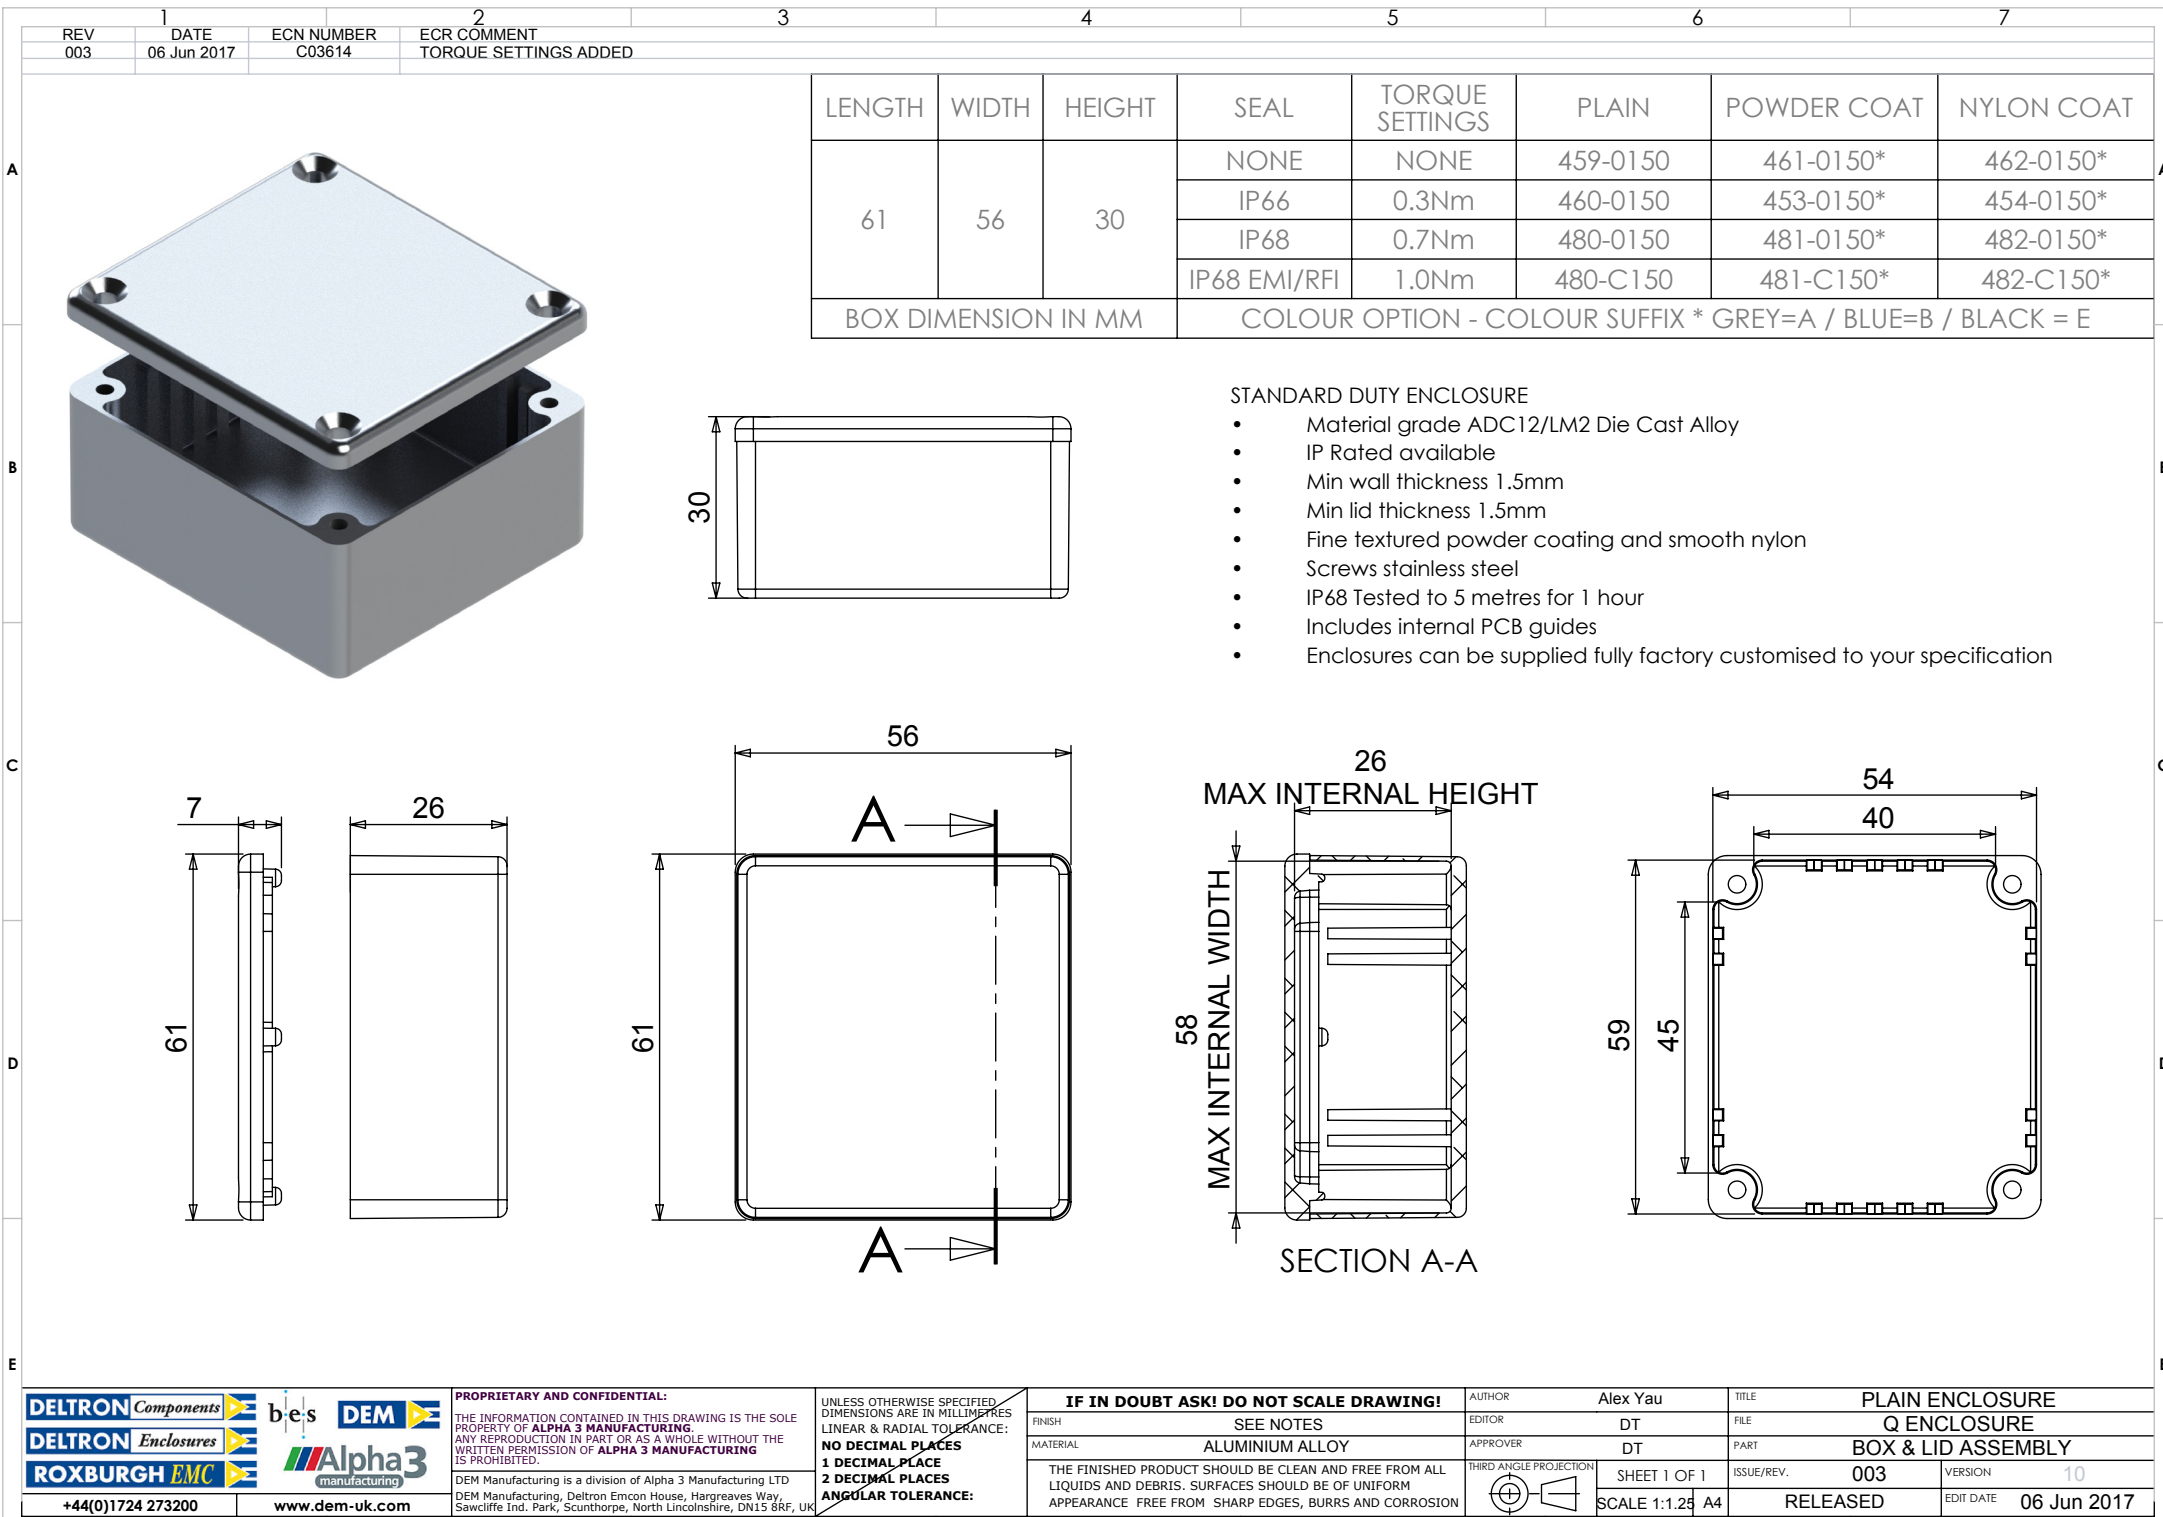 1 2 3 4 5 6 7
REV DATE ECN NUMBER ECR COMMENT
003 06 Jun 2017 C03614 TORQUE SETTINGS ADDED
LENGTH WIDTH HEIGHT SEAL TORQUE SETTINGS PLAIN POWDER COAT NYLON COAT
61 56 30
NONE NONE 459-0150 461-0150* 462-0150*
IP66 0.3Nm 460-0150 453-0150* 454-0150*
IP68 0.7Nm 480-0150 481-0150* 482-0150*
IP68 EMI/RFI 1.0Nm 480-C150 481-C150* 482-C150*
BOX DIMENSION IN MM COLOUR OPTION - COLOUR SUFFIX * GREY=A / BLUE=B / BLACK = E
A
B
C
D
E
STANDARD DUTY ENCLOSURE
• Material grade ADC12/LM2 Die Cast Alloy
• IP Rated available
• Min wall thickness 1.5mm
• Min lid thickness 1.5mm
• Fine textured powder coating and smooth nylon
• Screws stainless steel
• IP68 Tested to 5 metres for 1 hour
• Includes internal PCB guides
• Enclosures can be supplied fully factory customised to your specification
30
7
26
61
56
61
A
A
26
MAX INTERNAL HEIGHT
58
MAX INTERNAL WIDTH
SECTION A-A
54
40
59
45
DELTRON Components
DELTRON Enclosures
ROXBURGH EMC
b·e·s
DEM
Alpha3
manufacturing
+44(0)1724 273200
www.dem-uk.com
PROPRIETARY AND CONFIDENTIAL:
THE INFORMATION CONTAINED IN THIS DRAWING IS THE SOLE
PROPERTY OF ALPHA 3 MANUFACTURING.
ANY REPRODUCTION IN PART OR AS A WHOLE WITHOUT THE
WRITTEN PERMISSION OF ALPHA 3 MANUFACTURING
IS PROHIBITED.
DEM Manufacturing is a division of Alpha 3 Manufacturing LTD
DEM Manufacturing, Deltron Emcon House, Hargreaves Way,
Sawcliffe Ind. Park, Scunthorpe, North Lincolnshire, DN15 8RF, UK
UNLESS OTHERWISE SPECIFIED
DIMENSIONS ARE IN MILLIMETRES
LINEAR & RADIAL TOLERANCE:
NO DECIMAL PLACES
1 DECIMAL PLACE
2 DECIMAL PLACES
ANGULAR TOLERANCE:
IF IN DOUBT ASK! DO NOT SCALE DRAWING!
FINISH SEE NOTES
MATERIAL ALUMINIUM ALLOY
THE FINISHED PRODUCT SHOULD BE CLEAN AND FREE FROM ALL
LIQUIDS AND DEBRIS. SURFACES SHOULD BE OF UNIFORM
APPEARANCE FREE FROM SHARP EDGES, BURRS AND CORROSION
AUTHOR Alex Yau
EDITOR DT
APPROVER DT
THIRD ANGLE PROJECTION
SHEET 1 OF 1
SCALE 1:1.25 A4
TITLE PLAIN ENCLOSURE
FILE Q ENCLOSURE
PART BOX & LID ASSEMBLY
ISSUE/REV. 003 VERSION 10
RELEASED EDIT DATE 06 Jun 2017